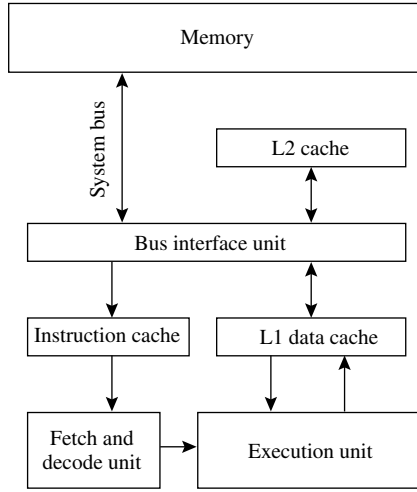 Memory
System bus
L2 cache
Bus interface unit
Instruction cache
L1 data cache
Fetch and
decode unit
Execution unit